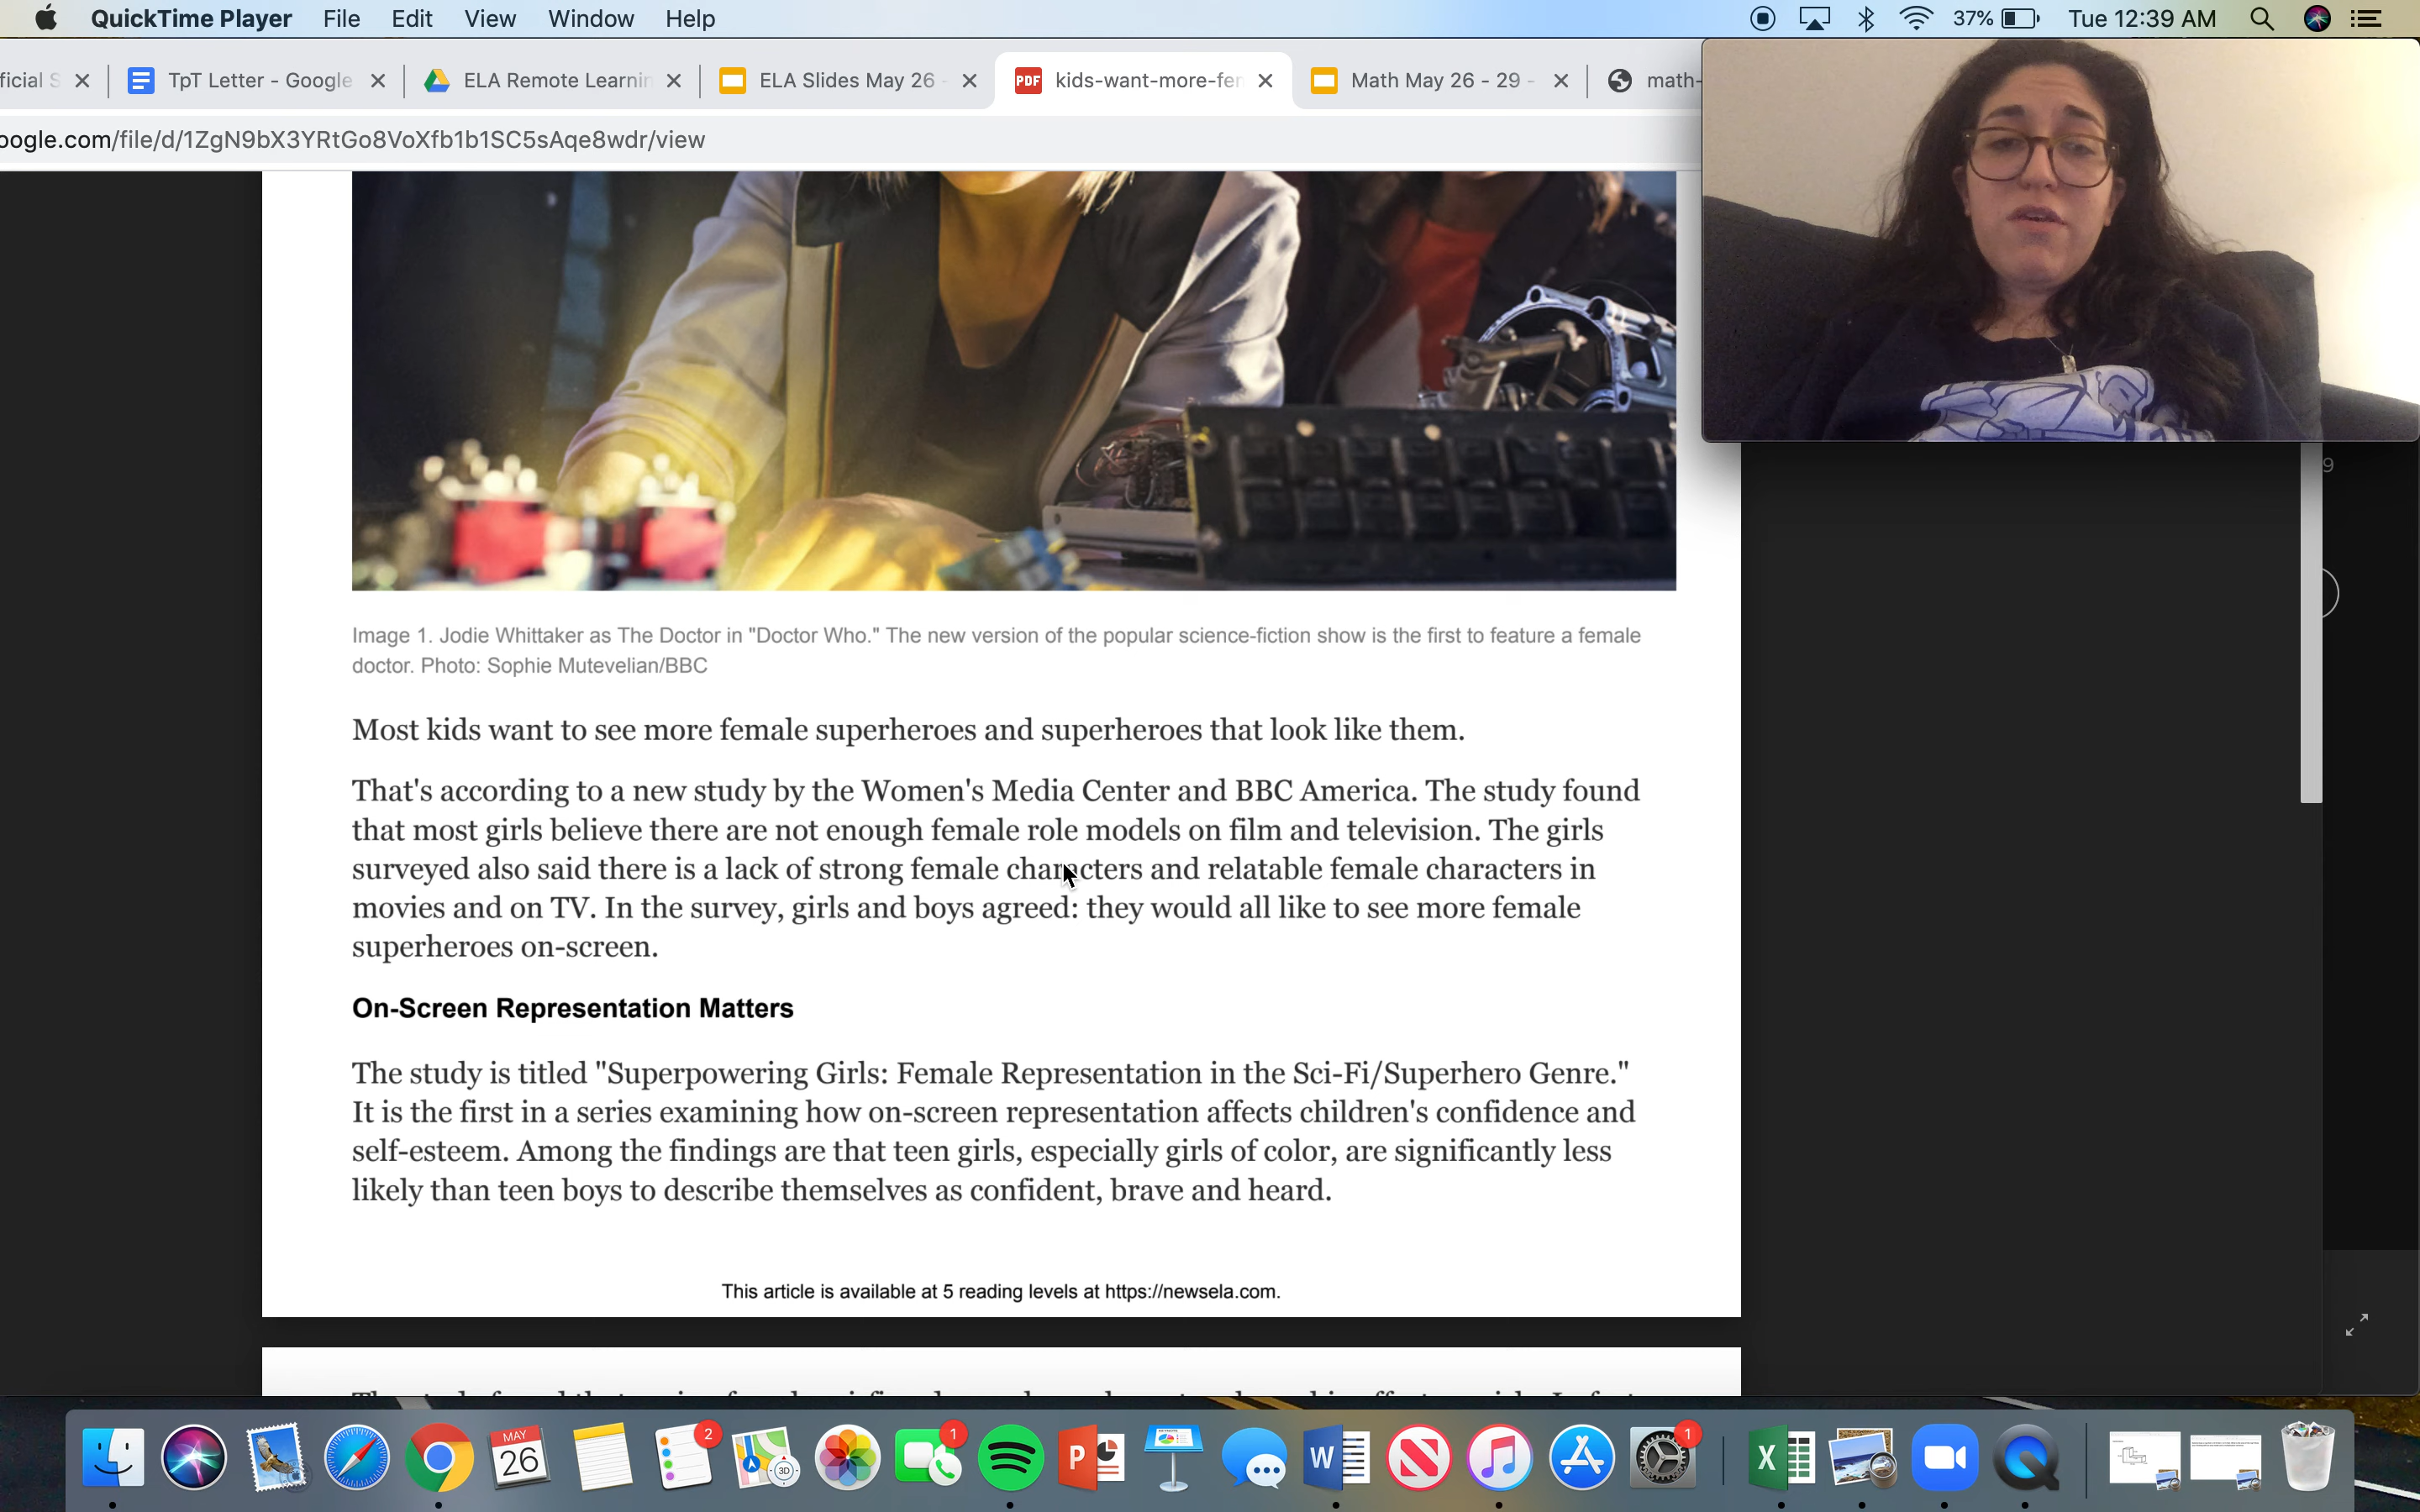 QuickTime Player File Edit View Window Help 37% Tue 12:39 AM
ficial S TpT Letter - Google ELA Remote Learnin ELA Slides May 26 - PDF kids-want-more-fem Math May 26 - 29 - math-
oogle.com/file/d/1ZgN9bX3YRtGo8VoXfb1b1SC5sAqe8wdr/view
9
Image 1. Jodie Whittaker as The Doctor in "Doctor Who." The new version of the popular science-fiction show is the first to feature a female
doctor. Photo: Sophie Mutevelian/BBC
Most kids want to see more female superheroes and superheroes that look like them.
That's according to a new study by the Women's Media Center and BBC America. The study found
that most girls believe there are not enough female role models on film and television. The girls
surveyed also said there is a lack of strong female characters and relatable female characters in
movies and on TV. In the survey, girls and boys agreed: they would all like to see more female
superheroes on-screen.
On-Screen Representation Matters
The study is titled "Superpowering Girls: Female Representation in the Sci-Fi/Superhero Genre."
It is the first in a series examining how on-screen representation affects children's confidence and
self-esteem. Among the findings are that teen girls, especially girls of color, are significantly less
likely than teen boys to describe themselves as confident, brave and heard.
This article is available at 5 reading levels at https://newsela.com.
MAY
26
2
3D
1
P
W
1
X